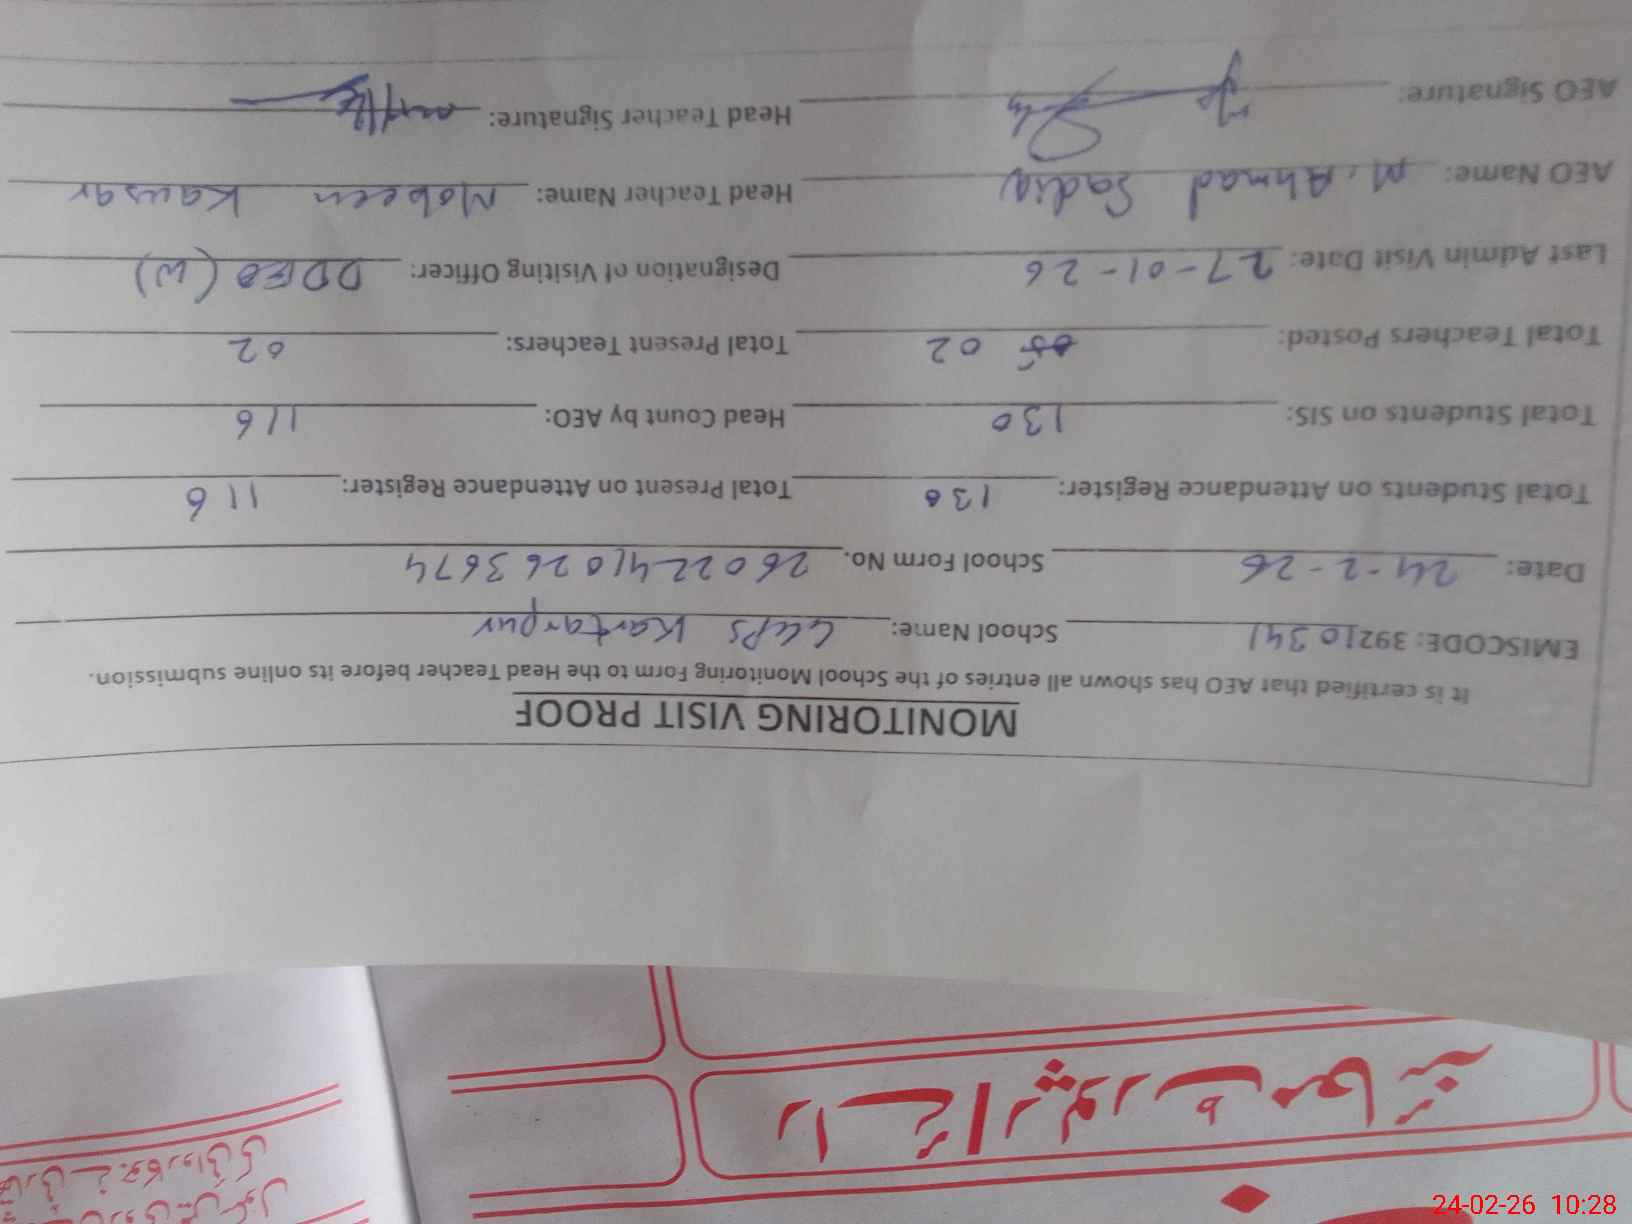 MONITORING VISIT PROOF
It is certified that AEO has shown all entries of the School Monitoring Form to the Head Teacher before its online submission.
EMISCODE: 39210341 School Name: GGPS Kartarpur
Date: 24-2-26 School Form No. 26022410263674
Total Students on Attendance Register: 130 Total Present on Attendance Register: 116
Total Students on SIS: 130 Head Count by AEO: 116
Total Teachers Posted: 02 Total Present Teachers: 02
Last Admin Visit Date: 27-01-26 Designation of Visiting Officer: DDEO (W)
AEO Name: M. Ahmad Sadiq Head Teacher Name: Mobeen Kausar
AEO Signature: Head Teacher Signature:
رائے / رپورٹ معائنہ
24-02-26 10:28